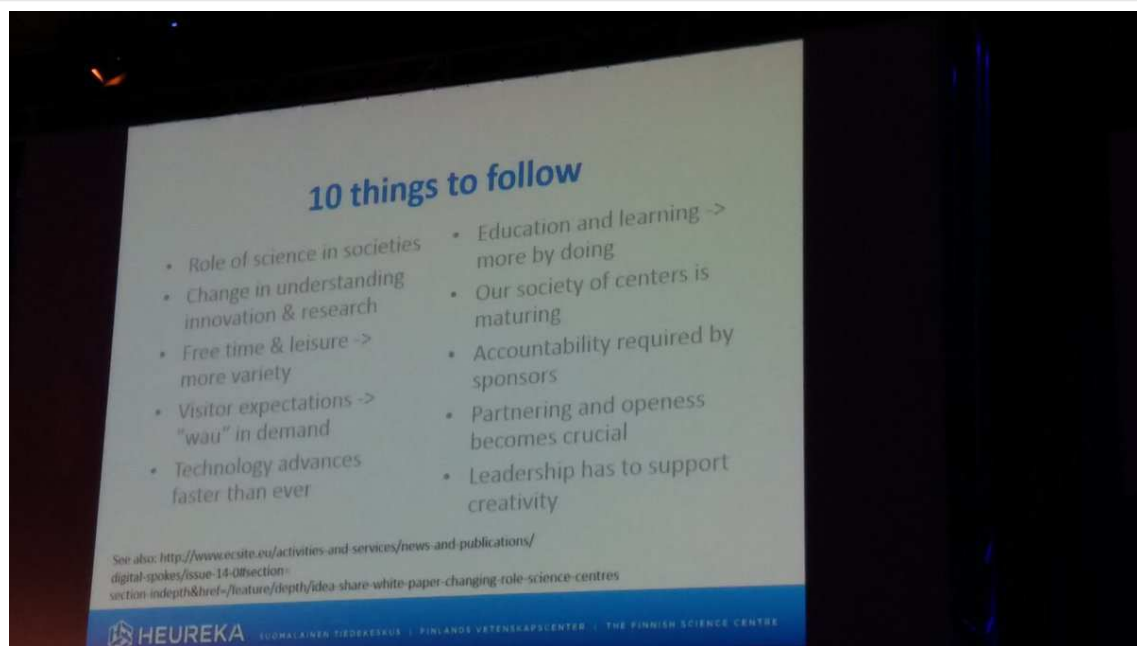 10 things to follow
• Role of science in societies
• Change in understanding
innovation & research
• Free time & leisure ->
more variety
• Visitor expectations ->
"wau" in demand
• Technology advances
faster than ever
• Education and learning ->
more by doing
• Our society of centers is
maturing
• Accountability required by
sponsors
• Partnering and openess
becomes crucial
• Leadership has to support
creativity
See also: http://www.ecsite.eu/activities-and-services/news-and-publications/
digital-spokes/issue-14-0#section=
section-indepth&href=/feature/depth/idea-share-white-paper-changing-role-science-centres
HEUREKA SUOMALAINEN TIEDEKESKUS | FINLANDS VETENSKAPSCENTER | THE FINNISH SCIENCE CENTRE